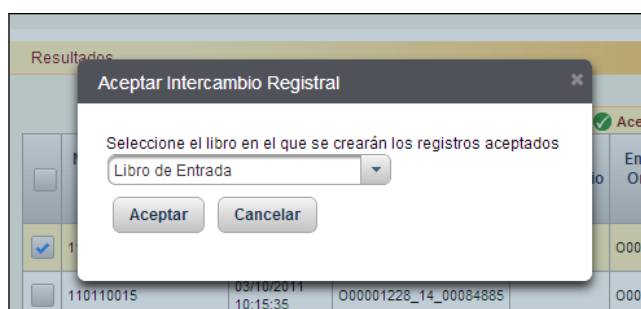 Resultados
Aceptar Intercambio Registral
Seleccione el libro en el que se crearán los registros aceptados
Libro de Entrada
Aceptar Cancelar
110110015 03/10/2011 10:15:35 O00001228_14_00084885 O00